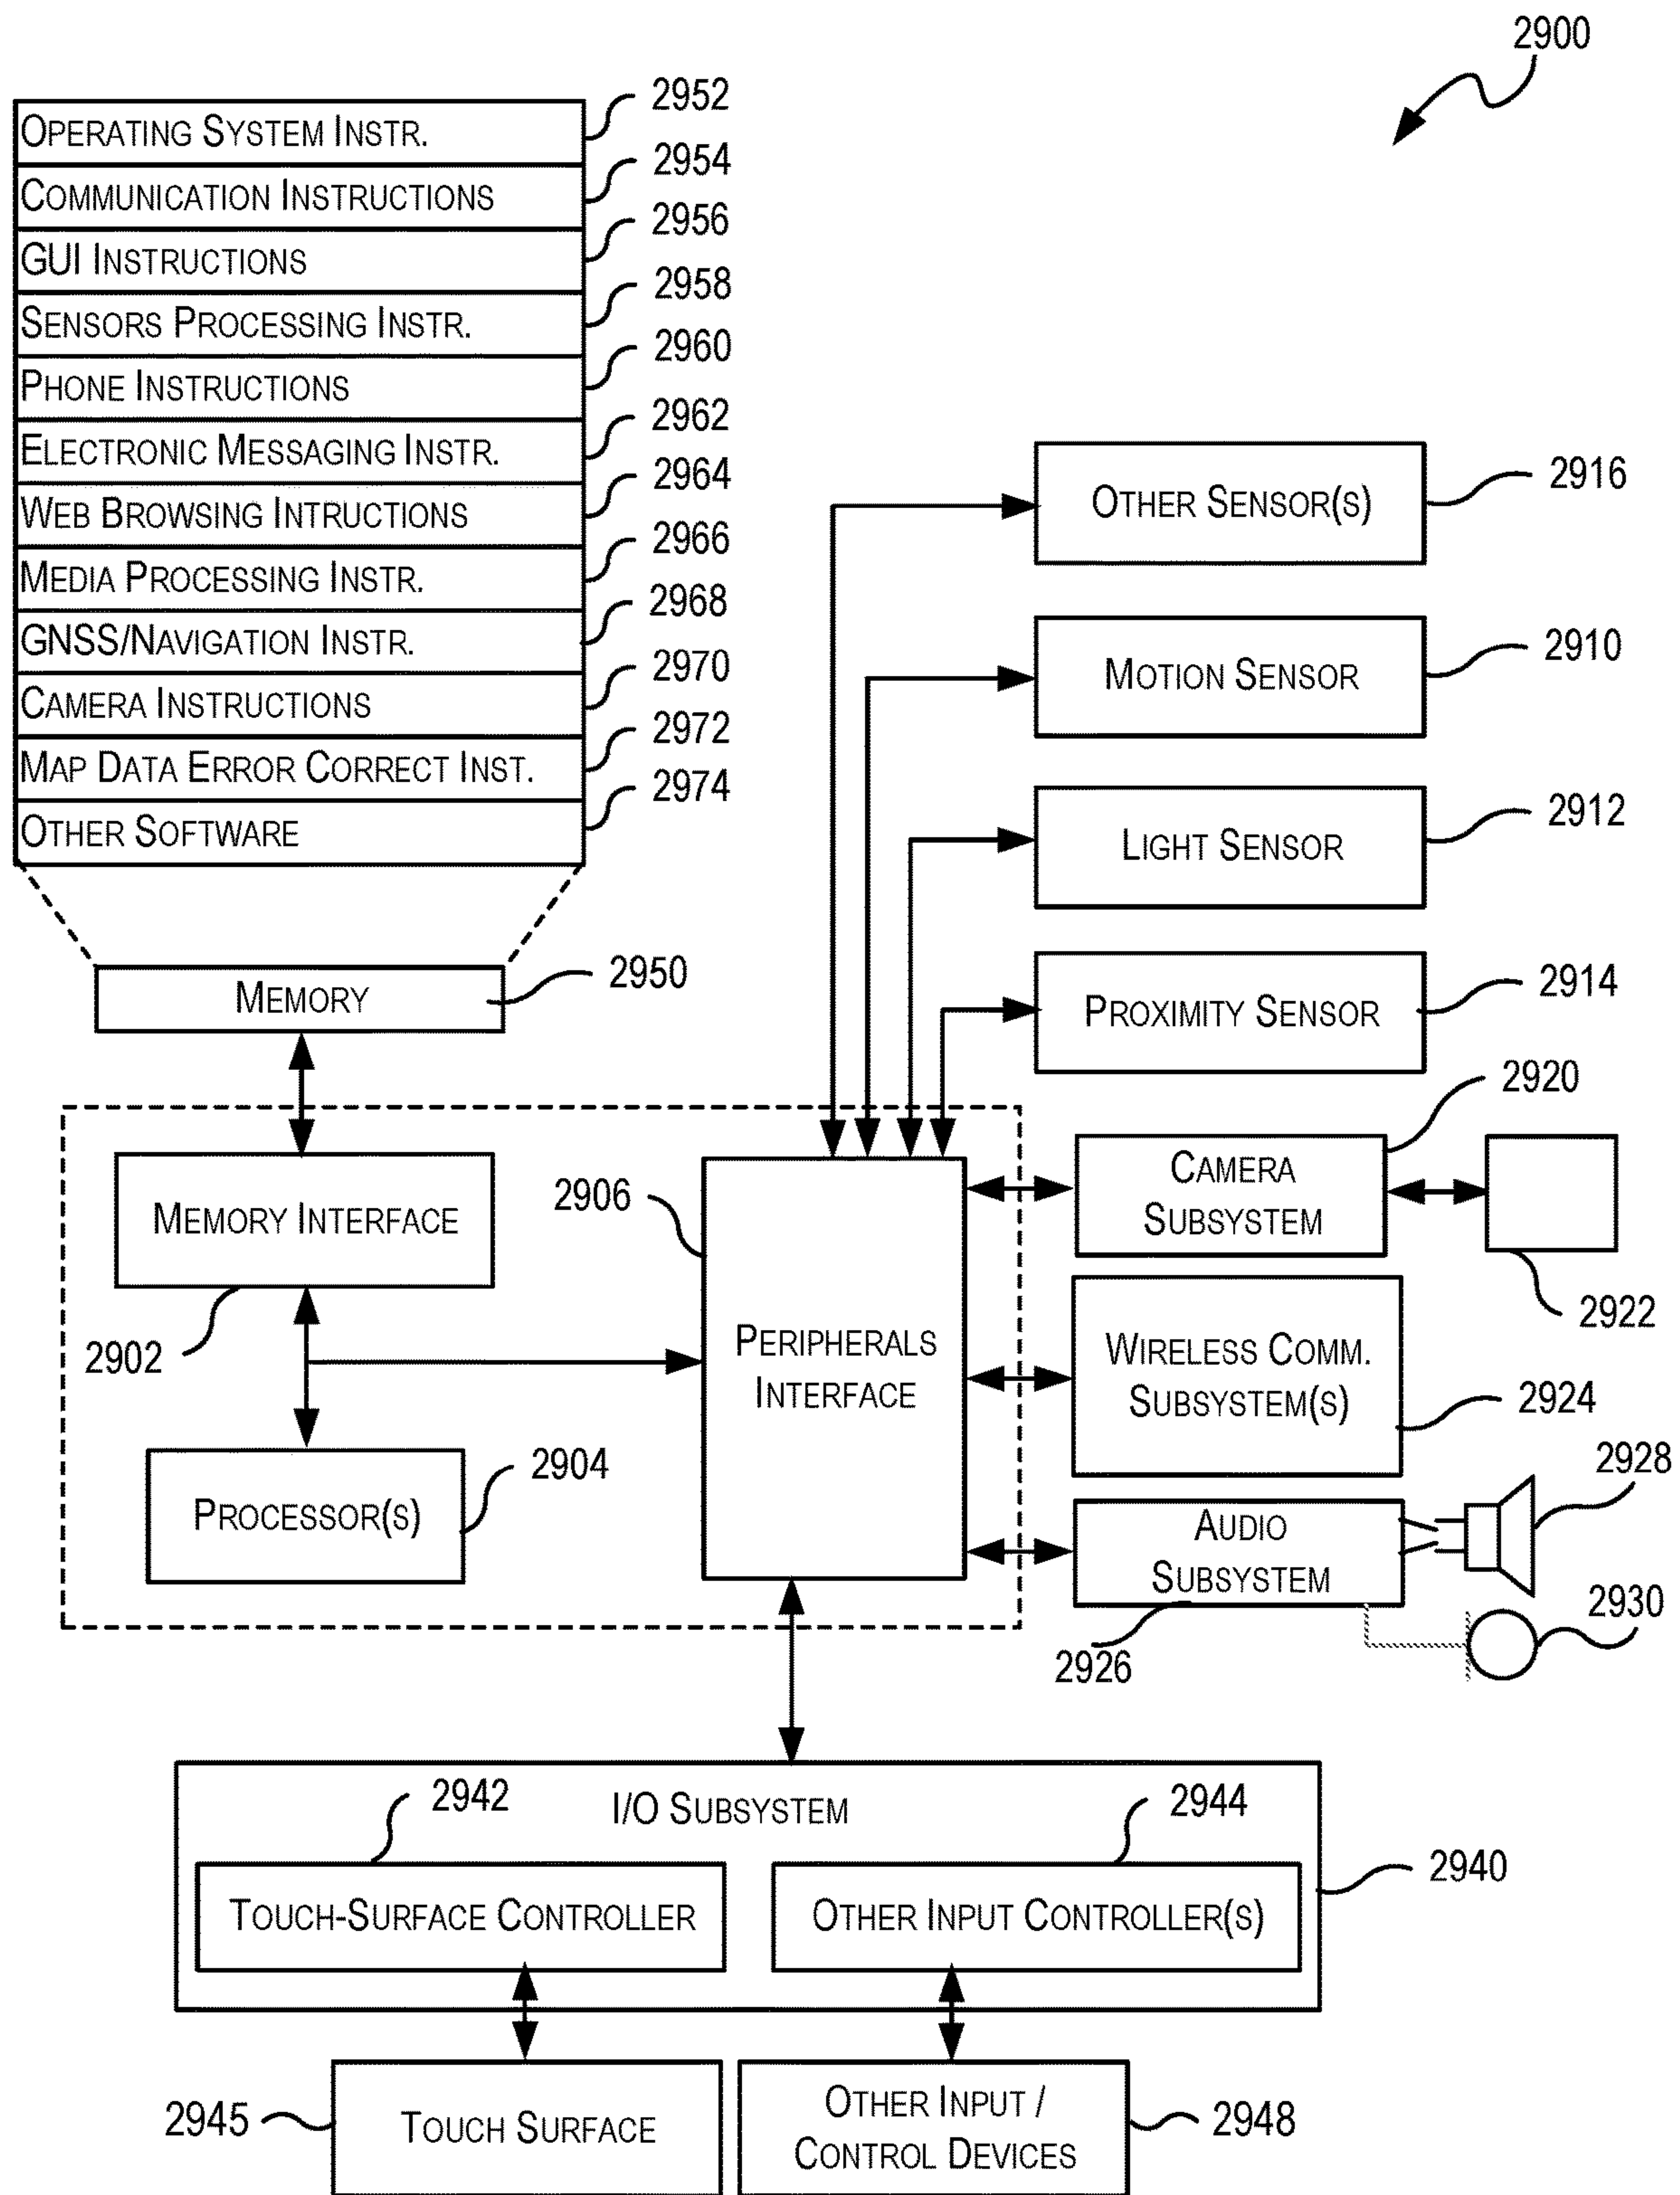 2900
OPERATING SYSTEM INSTR.
2952
COMMUNICATION INSTRUCTIONS
2954
GUI INSTRUCTIONS
2956
SENSORS PROCESSING INSTR.
2958
PHONE INSTRUCTIONS
2960
ELECTRONIC MESSAGING INSTR.
2962
WEB BROWSING INTRUCTIONS
2964
MEDIA PROCESSING INSTR.
2966
GNSS/NAVIGATION INSTR.
2968
CAMERA INSTRUCTIONS
2970
MAP DATA ERROR CORRECT INST.
2972
OTHER SOFTWARE
2974
MEMORY
2950
OTHER SENSOR(S)
2916
MOTION SENSOR
2910
LIGHT SENSOR
2912
PROXIMITY SENSOR
2914
MEMORY INTERFACE
2902
PROCESSOR(S)
2904
2906
PERIPHERALS
INTERFACE
2920
CAMERA
SUBSYSTEM
2922
WIRELESS COMM.
SUBSYSTEM(S)
2924
AUDIO
SUBSYSTEM
2926
2928
2930
I/O SUBSYSTEM
2940
2942
TOUCH-SURFACE CONTROLLER
2944
OTHER INPUT CONTROLLER(S)
2945
TOUCH SURFACE
OTHER INPUT /
CONTROL DEVICES
2948